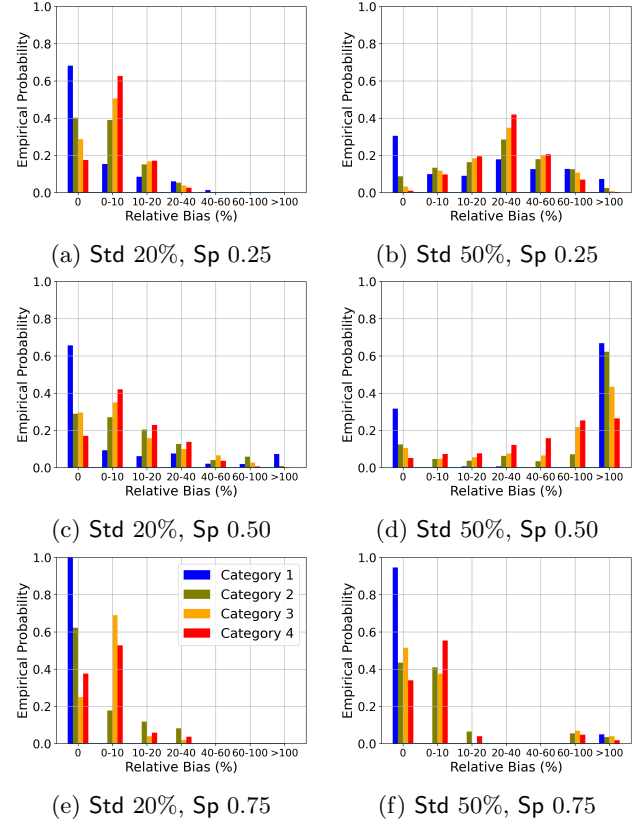 1.0
0.8
0.6
0.4
0.2
0.0
Empirical Probability
0 0-10 10-20 20-40 40-60 60-100 >100
Relative Bias (%)
(a) Std 20%, Sp 0.25
1.0
0.8
0.6
0.4
0.2
0.0
Empirical Probability
0 0-10 10-20 20-40 40-60 60-100 >100
Relative Bias (%)
(b) Std 50%, Sp 0.25
1.0
0.8
0.6
0.4
0.2
0.0
Empirical Probability
0 0-10 10-20 20-40 40-60 60-100 >100
Relative Bias (%)
(c) Std 20%, Sp 0.50
1.0
0.8
0.6
0.4
0.2
0.0
Empirical Probability
0 0-10 10-20 20-40 40-60 60-100 >100
Relative Bias (%)
(d) Std 50%, Sp 0.50
1.0
0.8
0.6
0.4
0.2
0.0
Empirical Probability
Category 1
Category 2
Category 3
Category 4
0 0-10 10-20 20-40 40-60 60-100 >100
Relative Bias (%)
(e) Std 20%, Sp 0.75
1.0
0.8
0.6
0.4
0.2
0.0
Empirical Probability
0 0-10 10-20 20-40 40-60 60-100 >100
Relative Bias (%)
(f) Std 50%, Sp 0.75